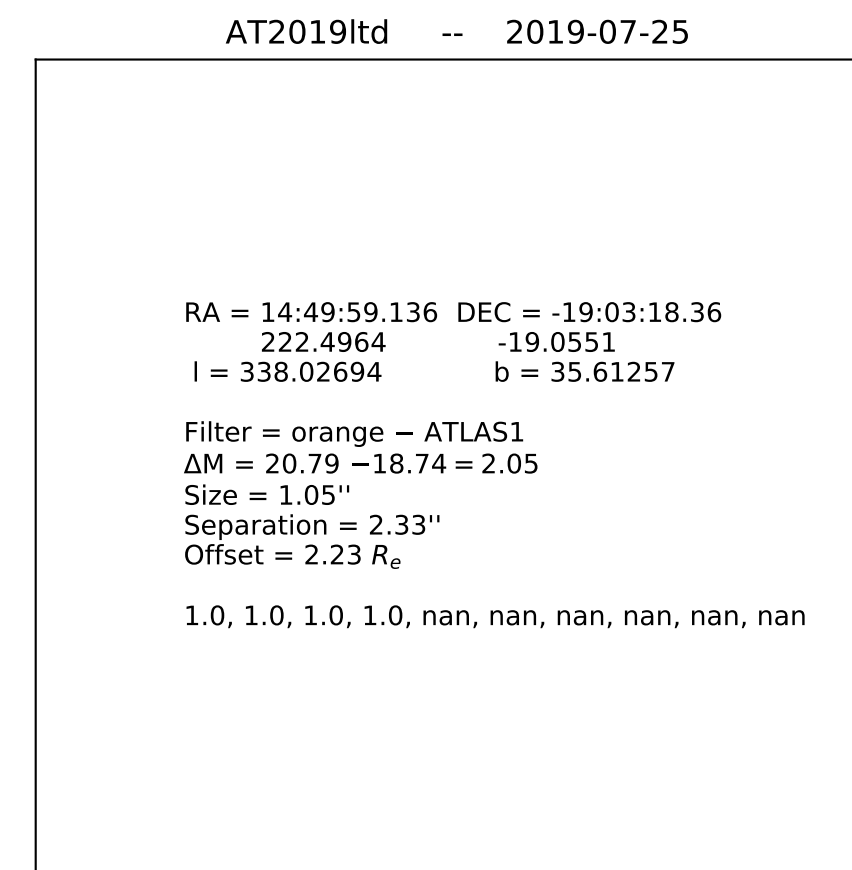 AT2019ltd -- 2019-07-25
RA = 14:49:59.136 DEC = -19:03:18.36
222.4964 -19.0551
l = 338.02694 b = 35.61257
Filter = orange − ATLAS1
ΔM = 20.79 −18.74 = 2.05
Size = 1.05''
Separation = 2.33''
Offset = 2.23 Rₑ
1.0, 1.0, 1.0, 1.0, nan, nan, nan, nan, nan, nan